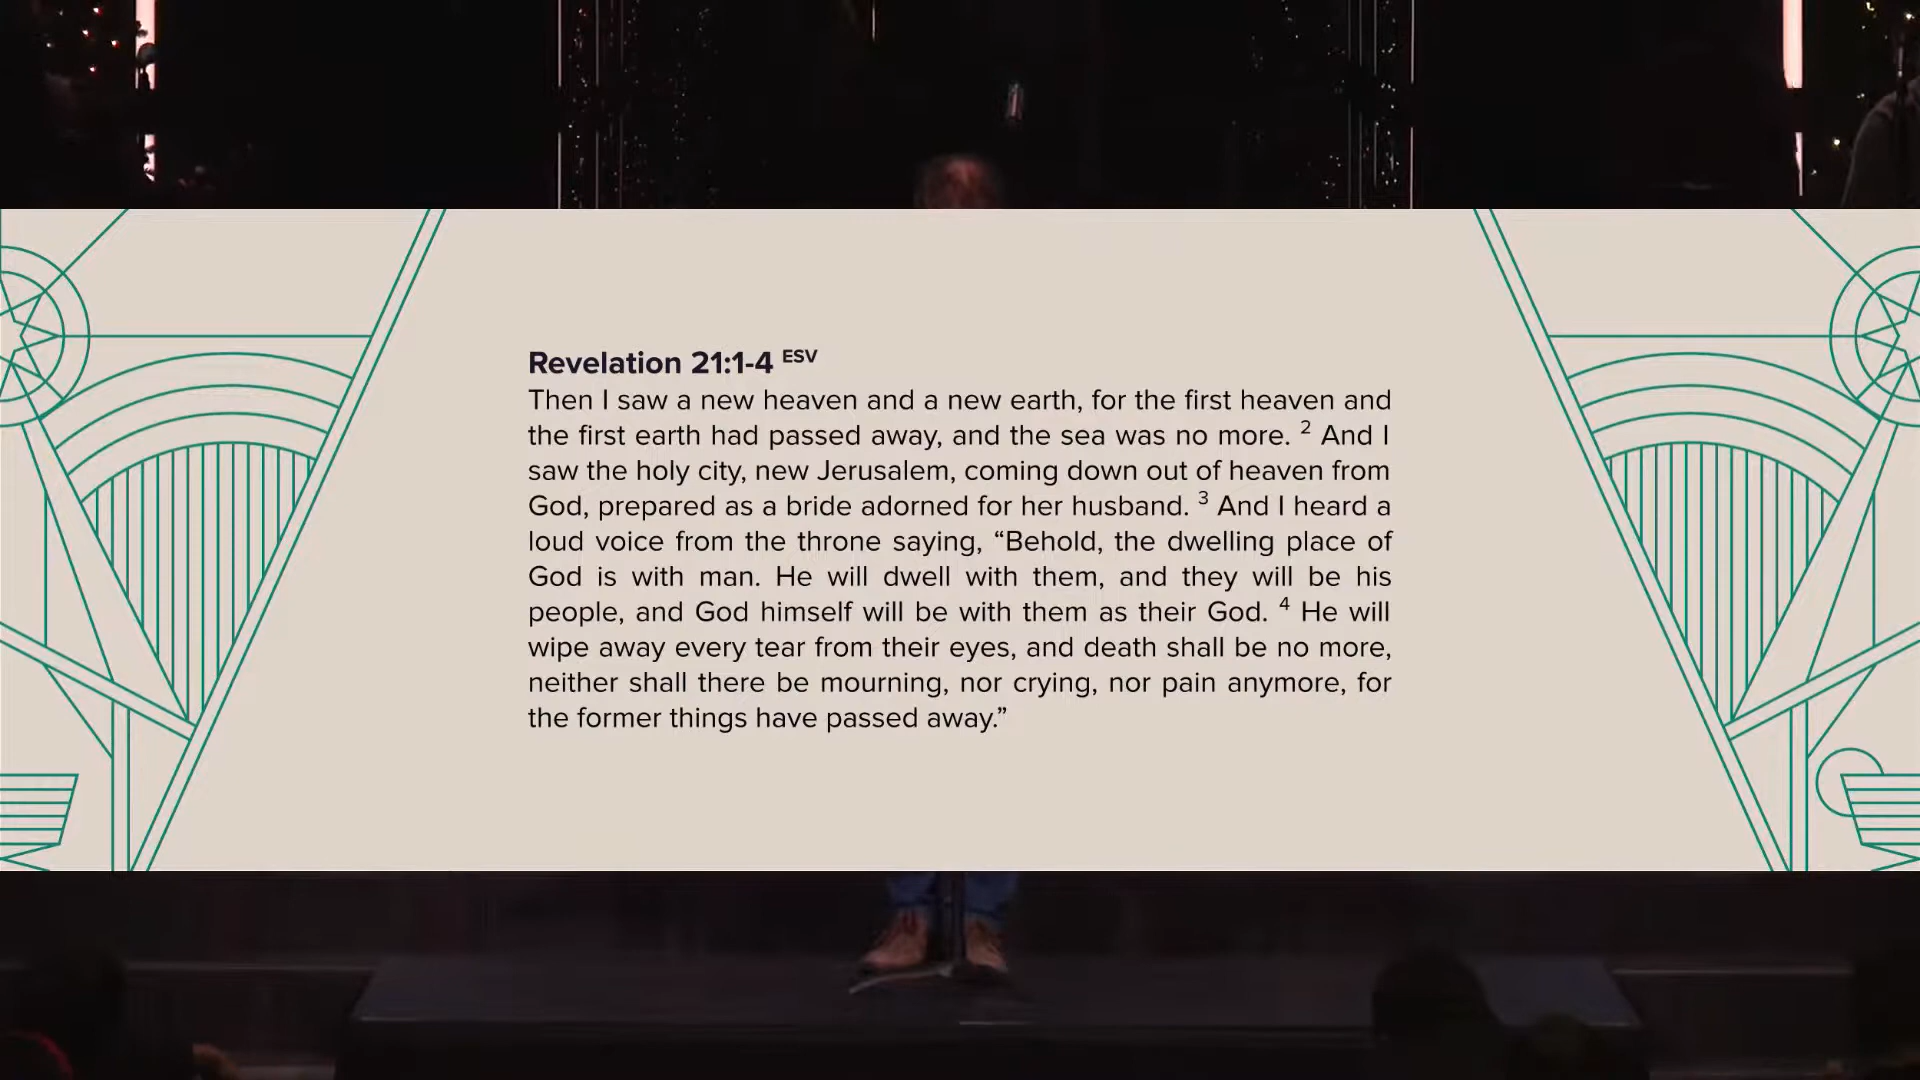 Revelation 21:1-4 ESV
Then I saw a new heaven and a new earth, for the first heaven and
the first earth had passed away, and the sea was no more. 2 And I
saw the holy city, new Jerusalem, coming down out of heaven from
God, prepared as a bride adorned for her husband. 3 And I heard a
loud voice from the throne saying, “Behold, the dwelling place of
God is with man. He will dwell with them, and they will be his
people, and God himself will be with them as their God. 4 He will
wipe away every tear from their eyes, and death shall be no more,
neither shall there be mourning, nor crying, nor pain anymore, for
the former things have passed away.”